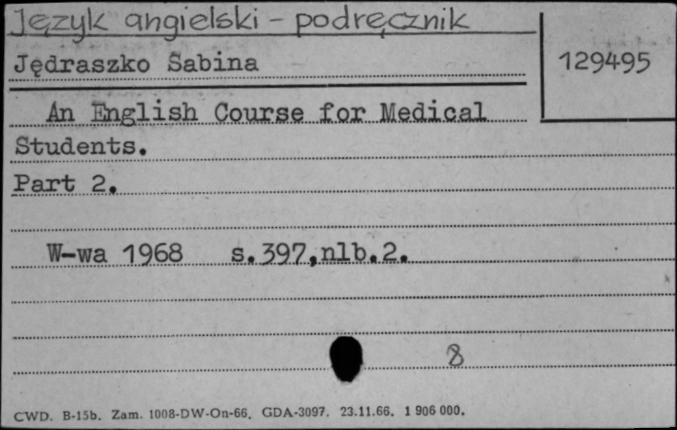 Język angielski - podręcznik
Jędraszko Sabina
129495
An English Course for Medical
Students.
Part 2.
W-wa 1968 s.397,nlb.2.
8
CWD. B-15b. Zam. 1008-DW-On-66. GDA-3097. 23.11.66. 1 906 000.